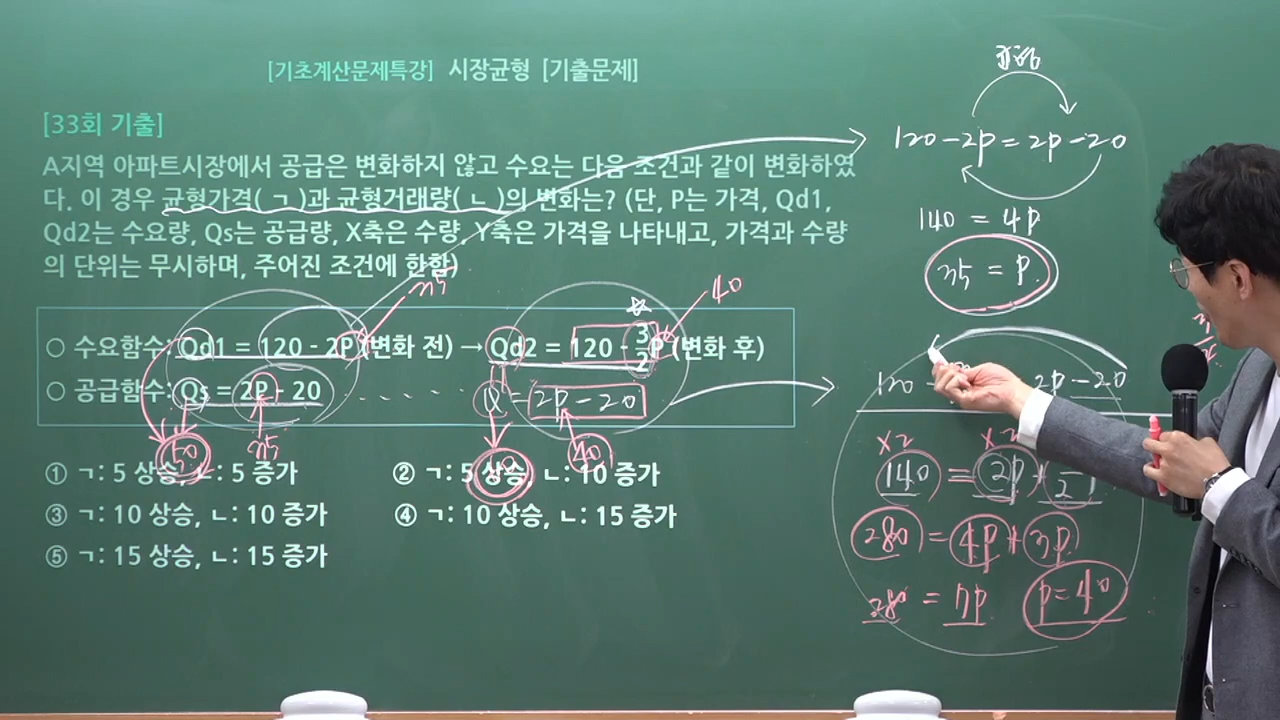 [기초계산문제특강] 시장균형 [기출문제]
[33회 기출]
A지역 아파트시장에서 공급은 변화하지 않고 수요는 다음 조건과 같이 변화하였
다. 이 경우 균형가격( ㄱ )과 균형거래량( ㄴ )의 변화는? (단, P는 가격, Qd1,
Qd2는 수요량, Qs는 공급량, X축은 수량, Y축은 가격을 나타내고, 가격과 수량
의 단위는 무시하며, 주어진 조건에 한함)
35
40
○ 수요함수: Qd1 = 120 - 2P (변화 전) → Qd2 = 120 - 3/2P (변화 후)
○ 공급함수: Qs = 2P - 20
= 2P - 20
50
35
40
① ㄱ: 5 상승, ㄴ: 5 증가
② ㄱ: 5 상승, ㄴ: 10 증가
③ ㄱ: 10 상승, ㄴ: 10 증가
④ ㄱ: 10 상승, ㄴ: 15 증가
⑤ ㄱ: 15 상승, ㄴ: 15 증가
120 - 2P = 2P - 20
140 = 4P
35 = P.
120 -
2P - 20
×2
×2
140 = 2P +
280 = 4P + 3P
280 = 7P
P = 40